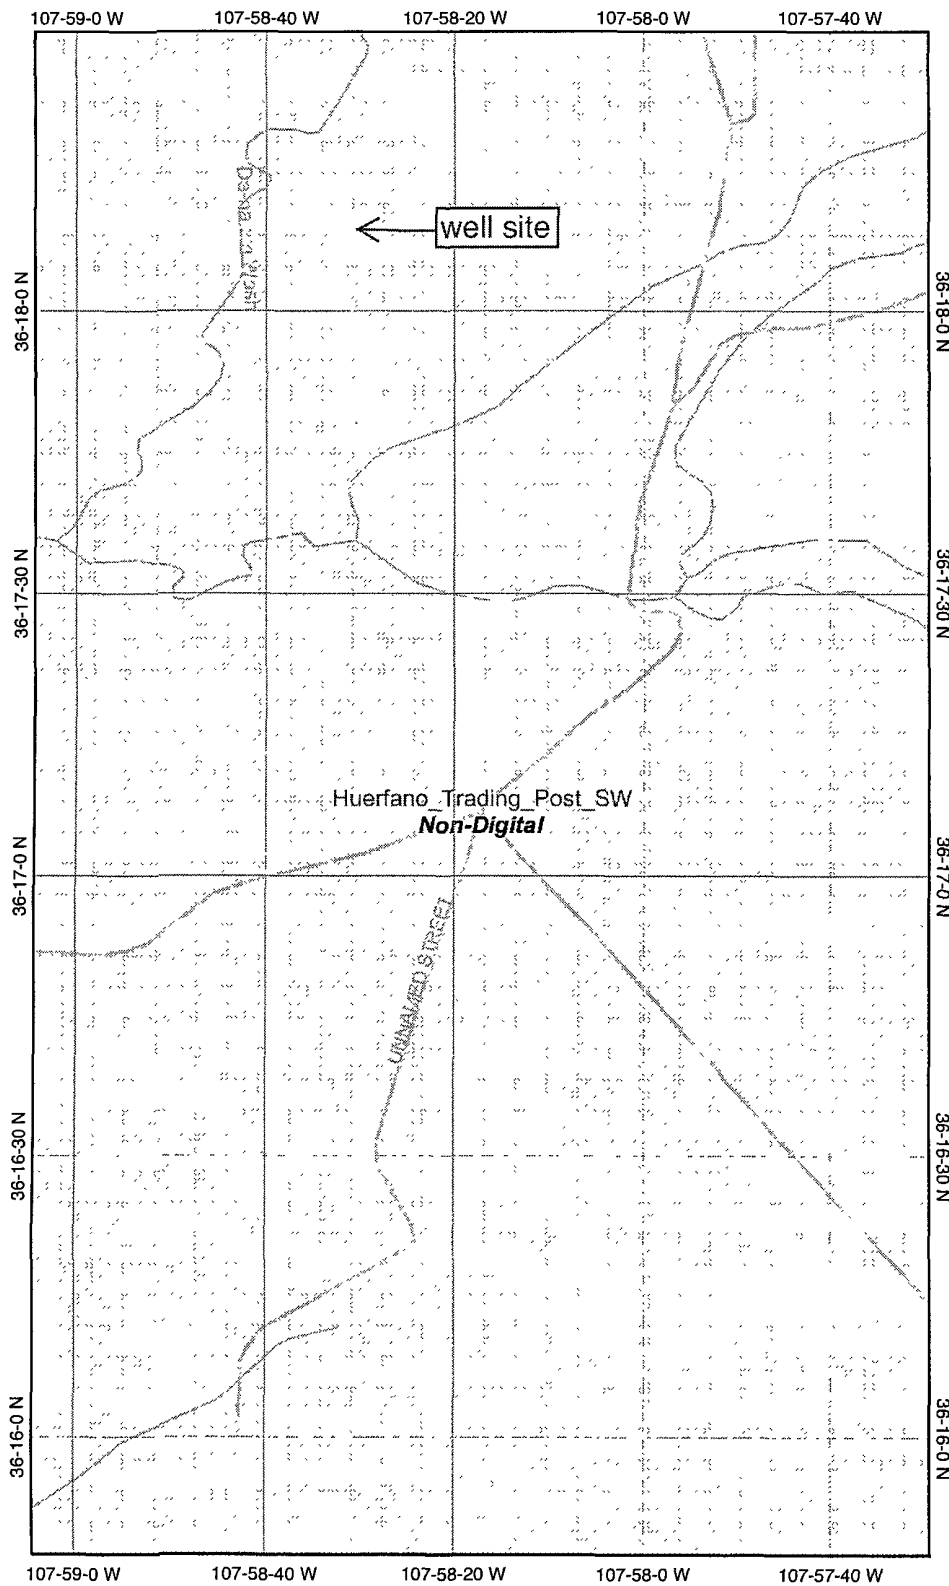 107-59-0 W 107-58-40 W 107-58-20 W 107-58-0 W 107-57-40 W
well site
36-18-0 N 36-18-0 N
36-17-30 N 36-17-30 N
Huerfano_Trading_Post_SW
Non-Digital
36-17-0 N 36-17-0 N
UNNAMED STREET
36-16-30 N 36-16-30 N
36-16-0 N 36-16-0 N
107-59-0 W 107-58-40 W 107-58-20 W 107-58-0 W 107-57-40 W